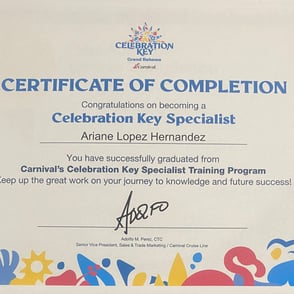 CELEBRATION
KEY
Grand Bahama
Carnival
CERTIFICATE OF COMPLETION
Congratulations on becoming a
Celebration Key Specialist
Ariane Lopez Hernandez
You have successfully graduated from
Carnival's Celebration Key Specialist Training Program
Keep up the great work on your journey to knowledge and future success!
Adolfo
Adolfo M. Perez, CTC
Senior Vice President, Sales & Trade Marketing / Carnival Cruise Line